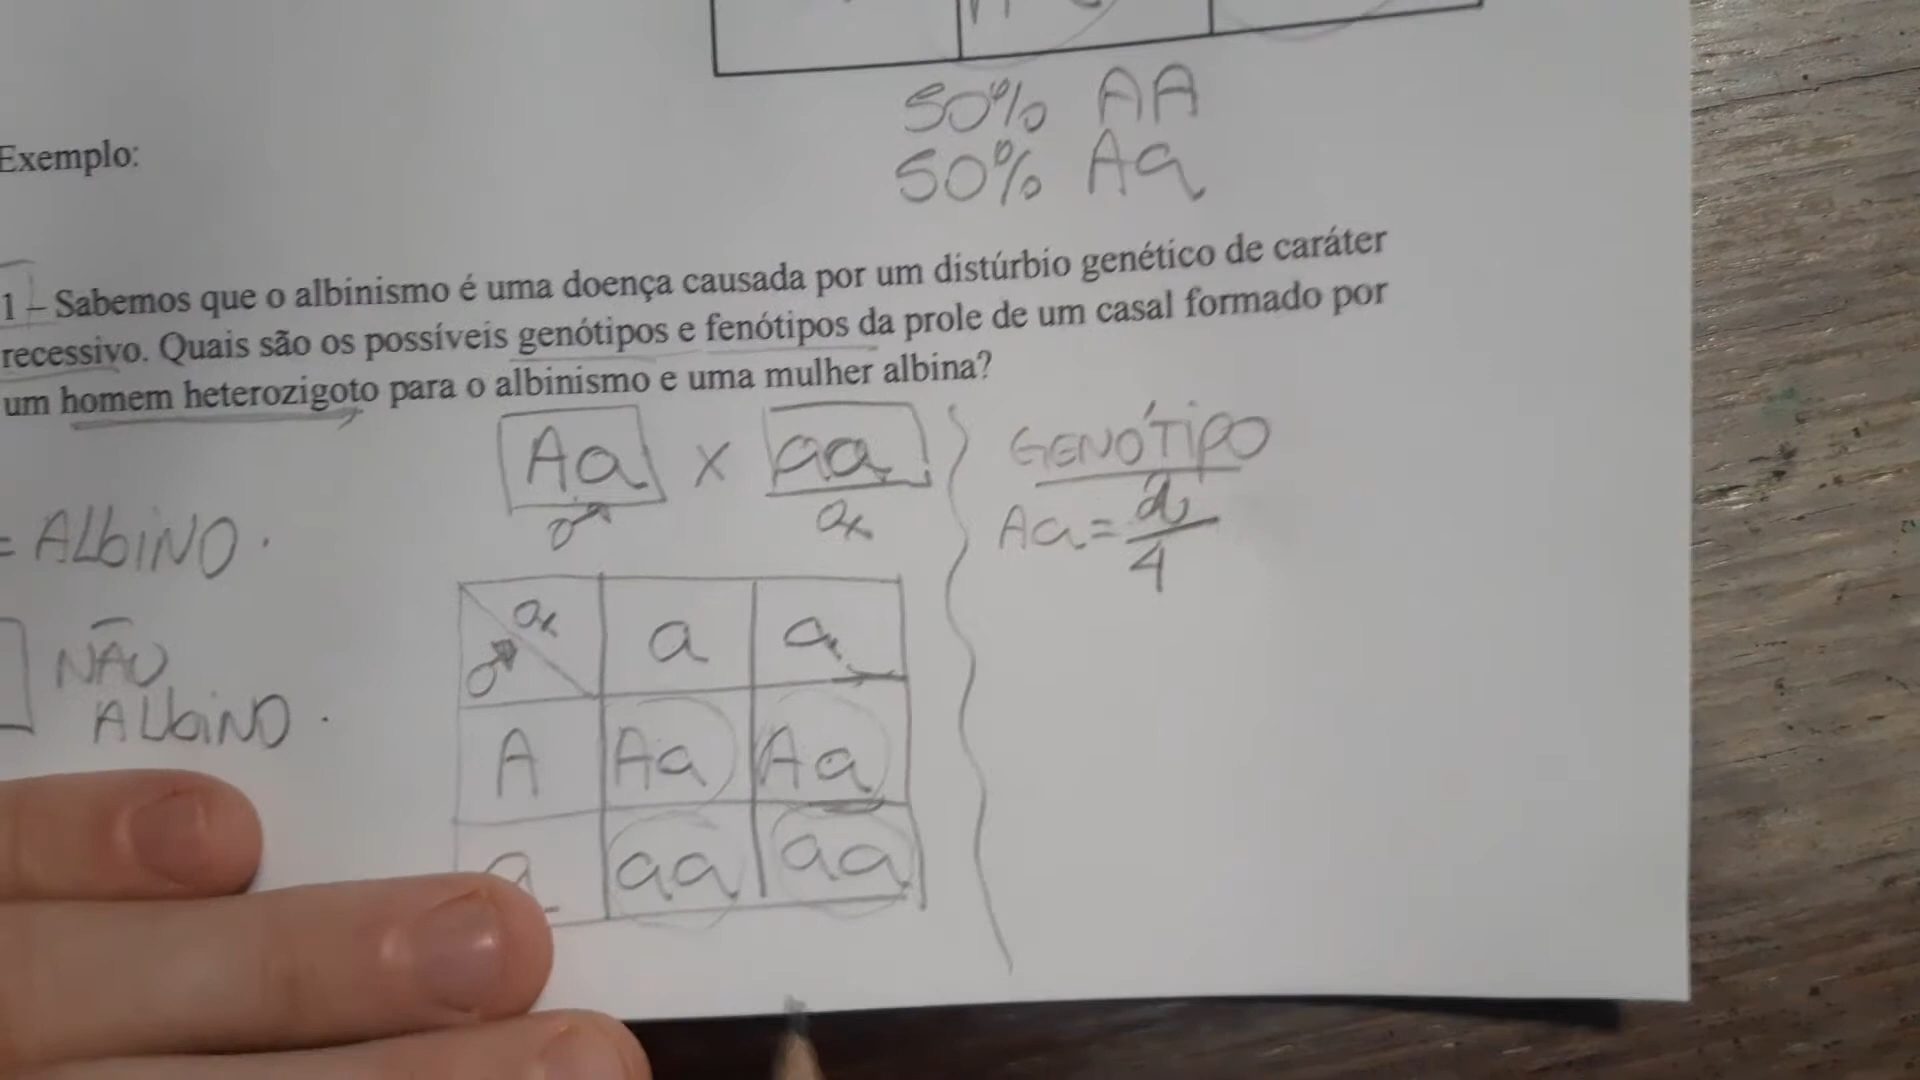 50% AA
50% Aa
Exemplo:
1 – Sabemos que o albinismo é uma doença causada por um distúrbio genético de caráter
recessivo. Quais são os possíveis genótipos e fenótipos da prole de um casal formado por
um homem heterozigoto para o albinismo e uma mulher albina?
Aa x aa
♂
= ALBINO.
NÃO
ALBINO.
GENÓTIPO
Aa = 2/4
♂ a a
A Aa Aa
a aa aa